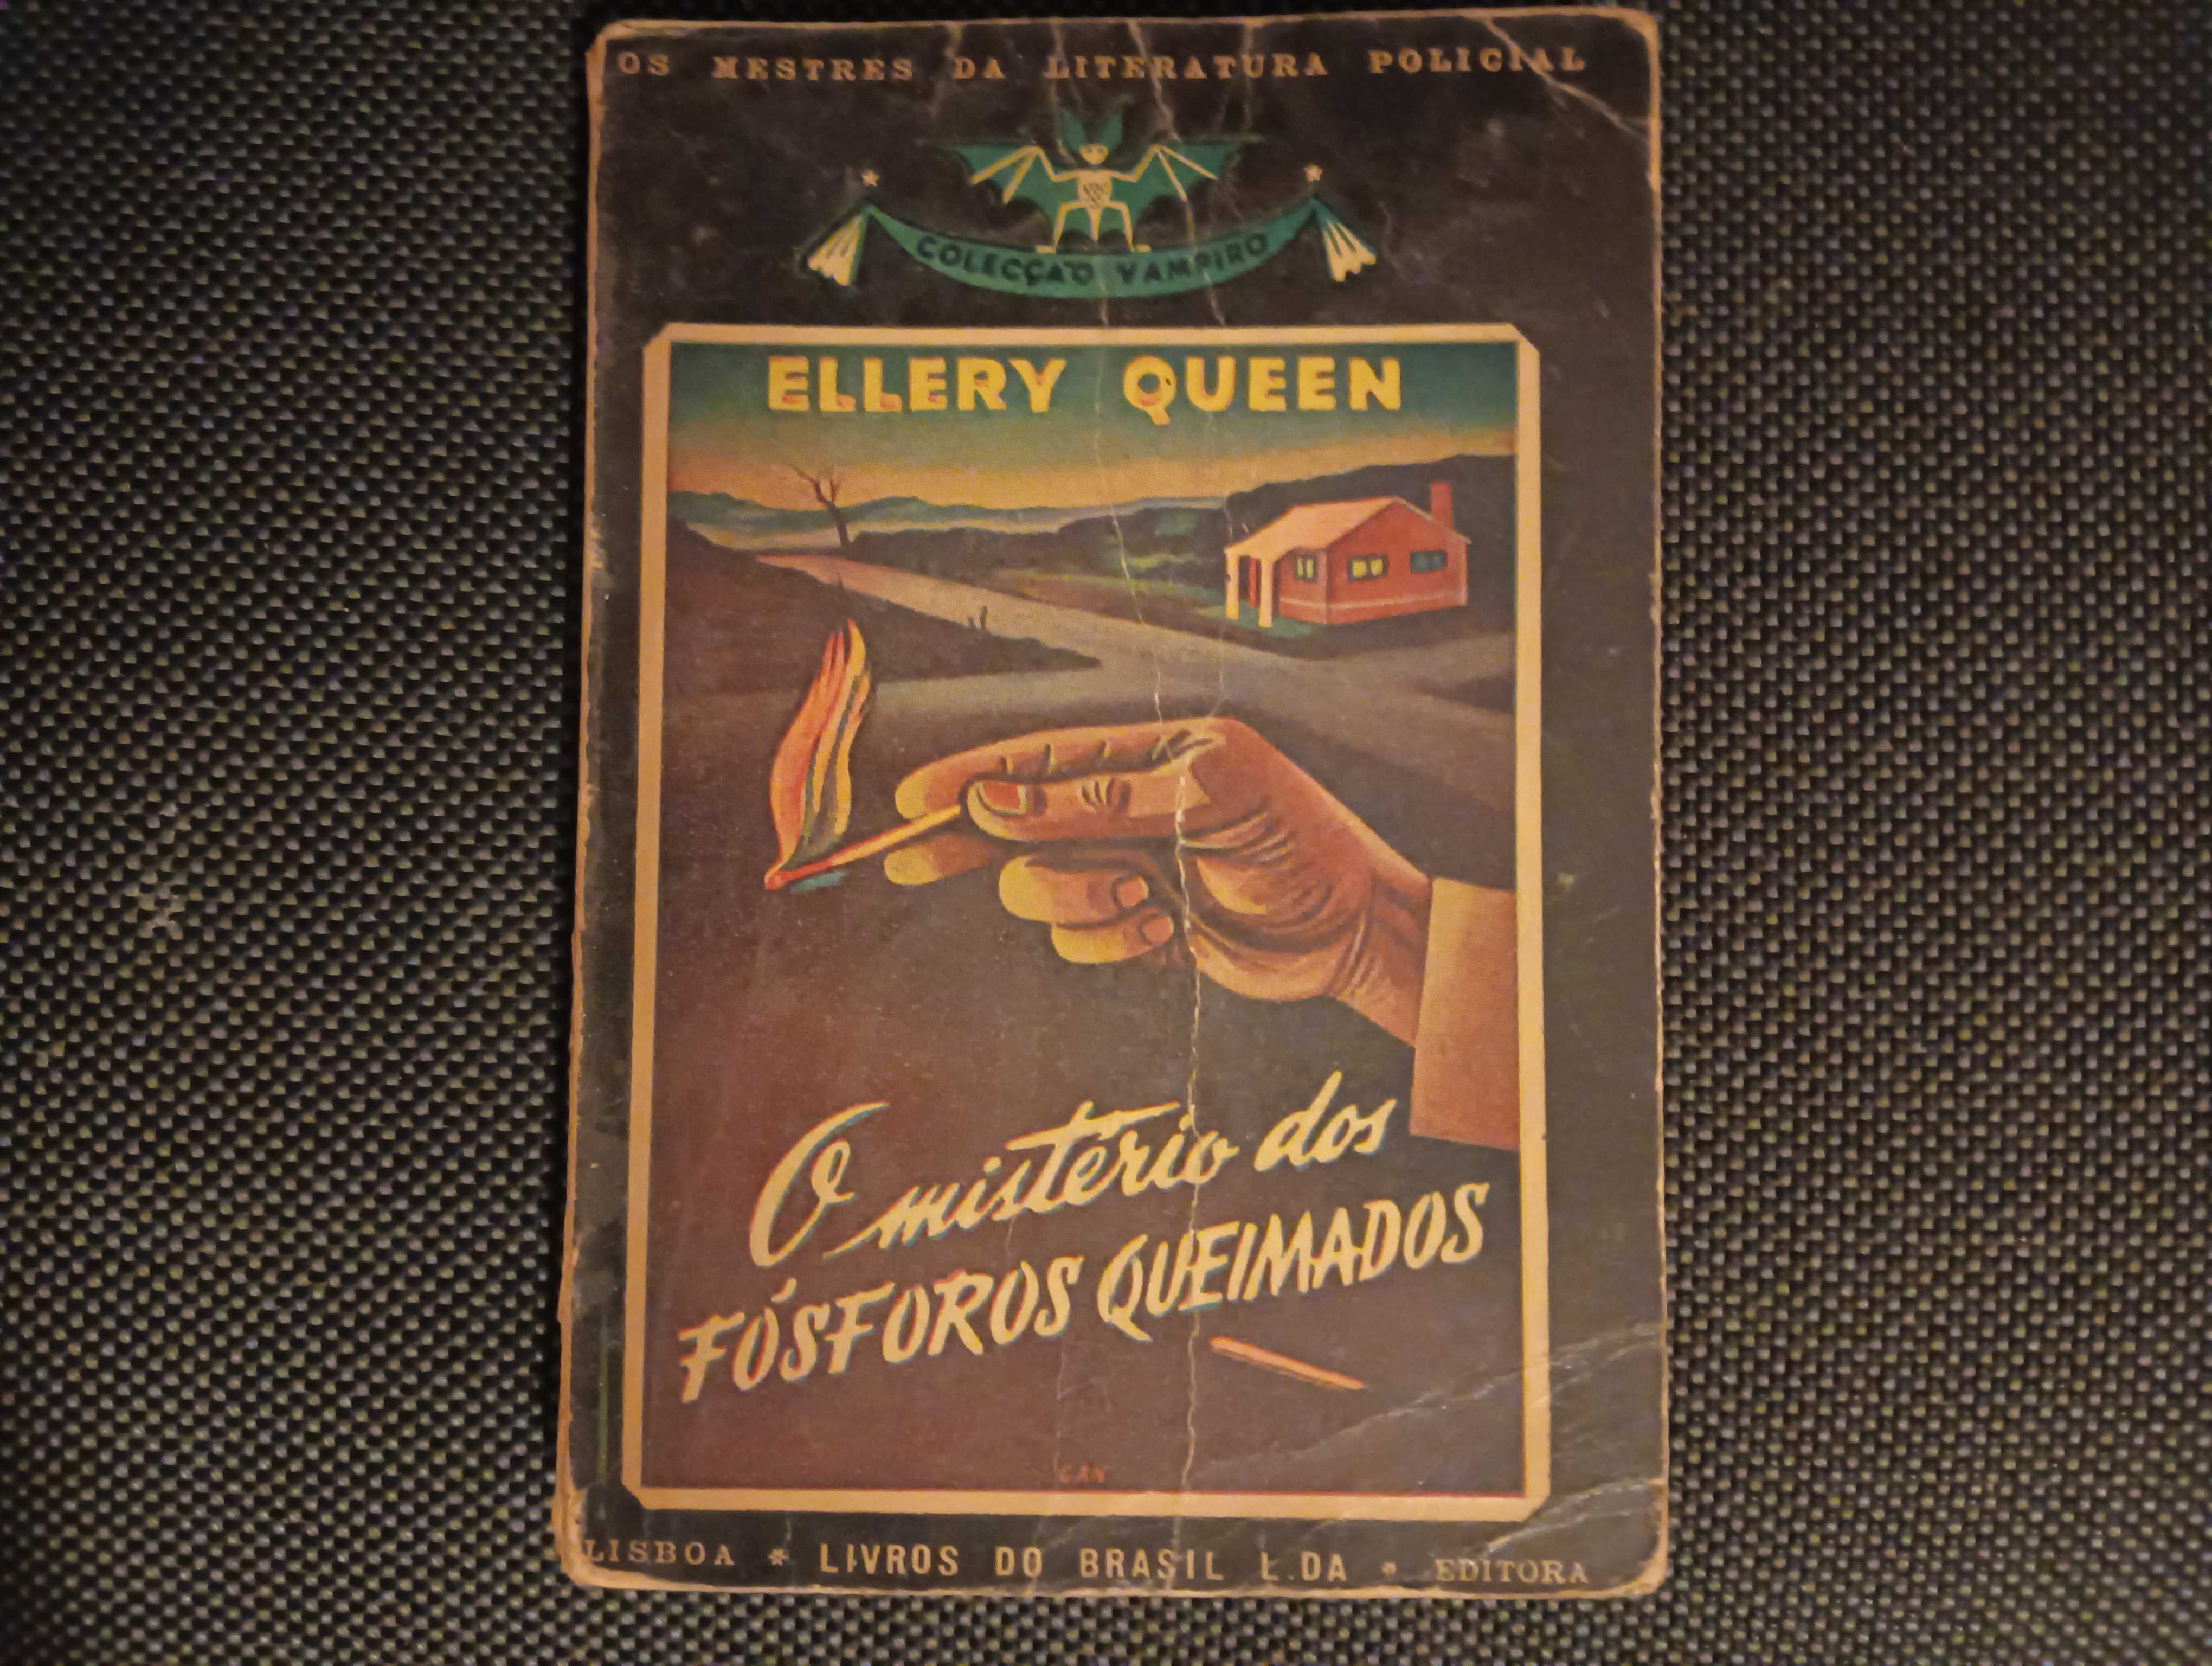 OS MESTRES DA LITERATURA POLICIAL
COLECÇÃO VAMPIRO
ELLERY QUEEN
O mistério dos
FÓSFOROS QUEIMADOS
LISBOA * LIVROS DO BRASIL L.DA * EDITORA